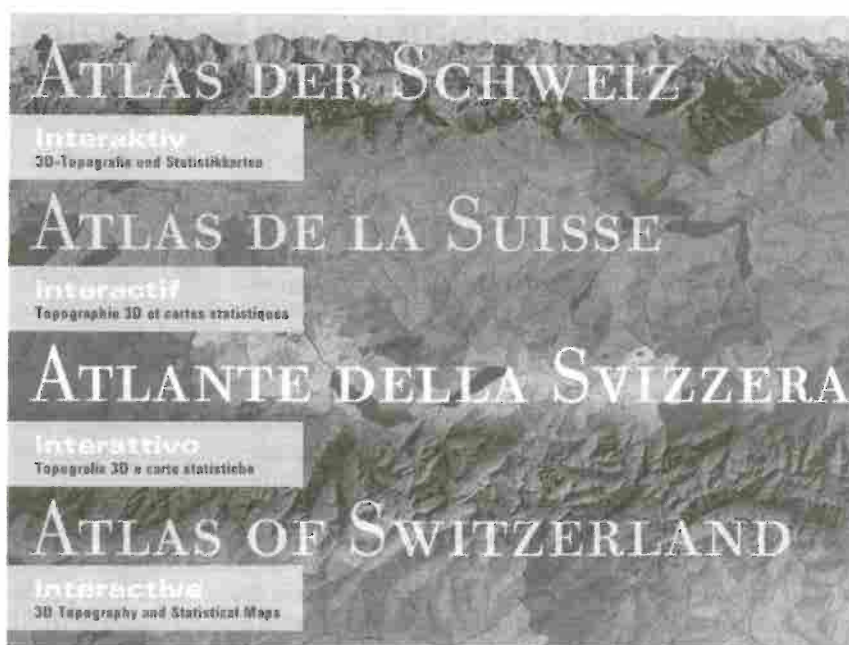 ATLAS DER SCHWEIZ
Interaktiv
3D-Topografie und Statistikkarten
ATLAS DE LA SUISSE
Interactif
Topographie 3D et cartes statistiques
ATLANTE DELLA SVIZZERA
Interattivo
Topografia 3D e carte statistiche
ATLAS OF SWITZERLAND
Interactive
3D Topography and Statistical Maps